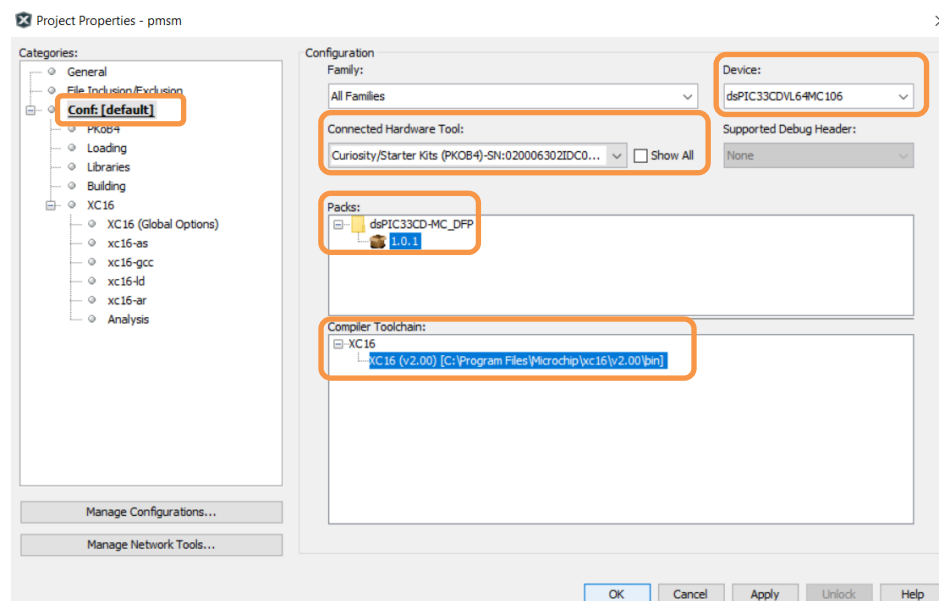 Project Properties - pmsm
Categories:
General
File Inclusion/Exclusion
Conf: [default]
PKoB4
Loading
Libraries
Building
XC16
XC16 (Global Options)
xc16-as
xc16-gcc
xc16-ld
xc16-ar
Analysis
Manage Configurations...
Manage Network Tools...
Configuration
Family:
All Families
Device:
dsPIC33CDVL64MC106
Connected Hardware Tool:
Supported Debug Header:
Curiosity/Starter Kits (PKOB4)-SN:020006302IDC0...
Show All
None
Packs:
dsPIC33CD-MC_DFP
1.0.1
Compiler Toolchain:
XC16
XC16 (v2.00) [C:\Program Files\Microchip\xc16\v2.00\bin]
OK
Cancel
Apply
Unlock
Help